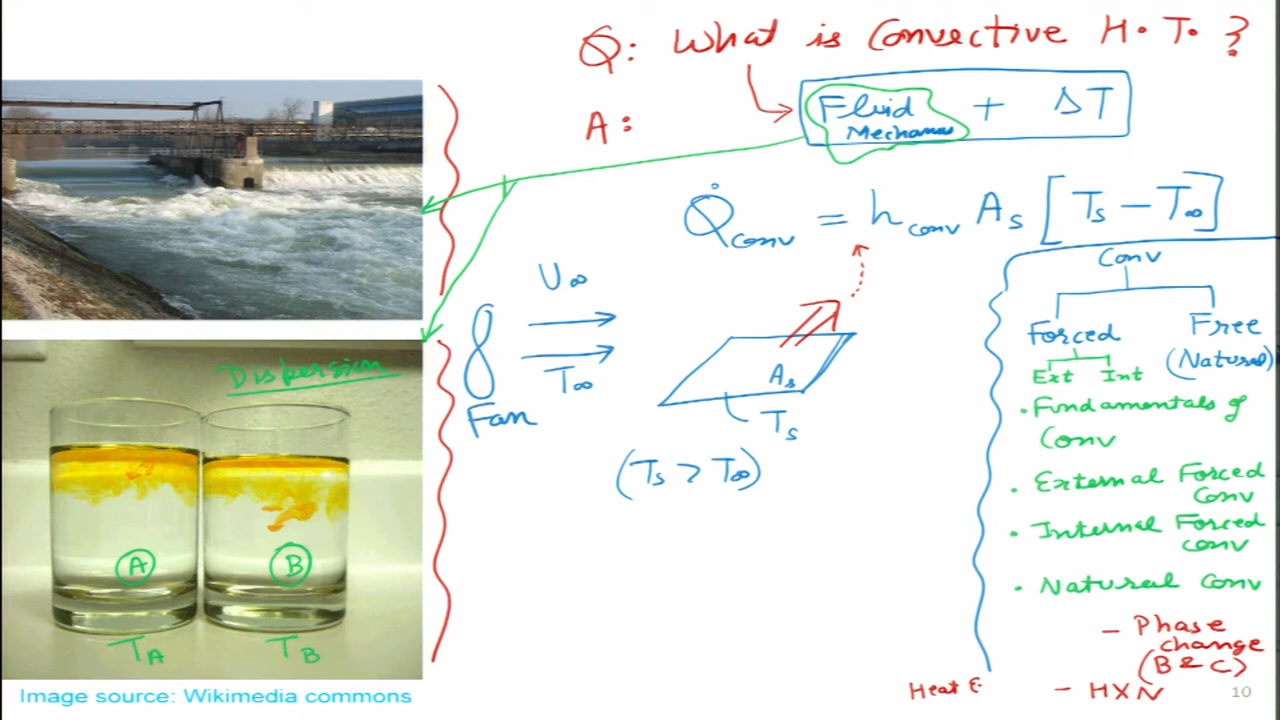 Q: What is Convective H.T. ?
A: Fluid Mechanics + ΔT
Q̇conv = hconv As [Ts - T∞]
U∞
T∞
Fan
As
Ts
(Ts > T∞)
Dispersion
A
B
TA
TB
Image source: Wikimedia commons
Conv
Forced
Free
(Natural)
Ext Int
• Fundamentals of
Conv
• External Forced
Conv
• Internal Forced
conv
• Natural Conv
- Phase
change
(B & C)
Heat E
- HXN
10